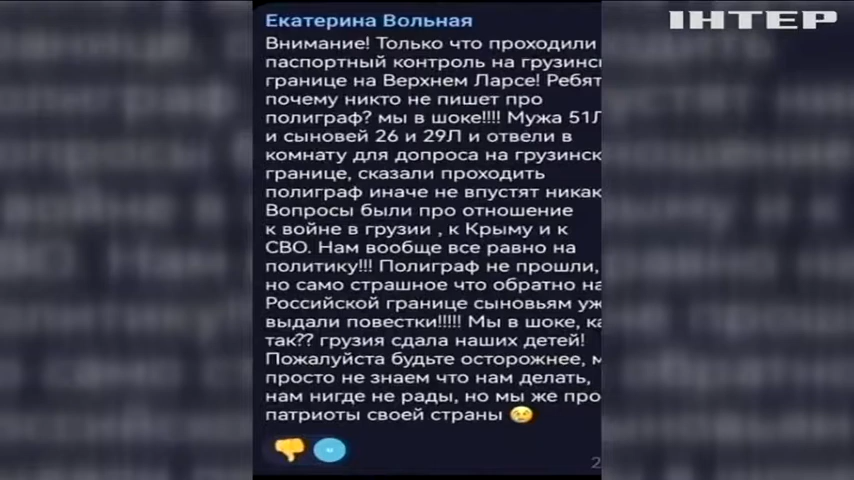 ІНТЕР
Екатерина Вольная
Внимание! Только что проходили
паспортный контроль на грузинск
границе на Верхнем Ларсе! Ребят
почему никто не пишет про
полиграф? мы в шоке!!!! Мужа 51Л
и сыновей 26 и 29Л и отвели в
комнату для допроса на грузинск
границе, сказали проходить
полиграф иначе не впустят никак
Вопросы были про отношение
к войне в грузии , к Крыму и к
СВО. Нам вообще все равно на
политику!!! Полиграф не прошли,
но само страшное что обратно на
Российской границе сыновьям уж
выдали повестки!!!!! Мы в шоке, ка
так?? грузия сдала наших детей!
Пожалуйста будьте осторожнее, м
просто не знаем что нам делать,
нам нигде не рады, но мы же про
патриоты своей страны